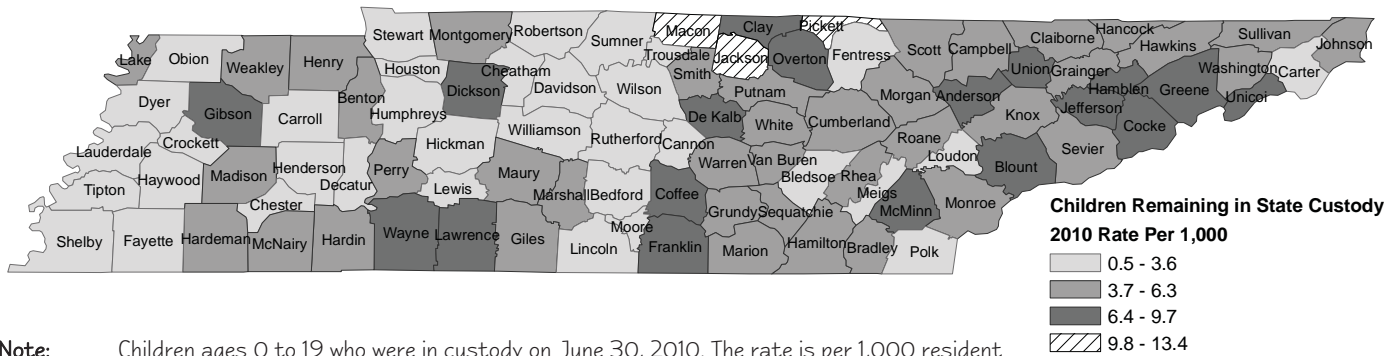 Stewart Montgomery Robertson Sumner Macon Clay Pickett
Lake Obion Weakley Henry Houston Cheatham Trousdale Jackson Overton Fentress Scott Campbell Claiborne Hancock Hawkins Sullivan Johnson
Dyer Gibson Carroll Benton Humphreys Dickson Davidson Wilson Smith Putnam Morgan Anderson Union Grainger Hamblen Greene Washington Unicoi Carter
Lauderdale Crockett Henderson Hickman Williamson Rutherford Cannon De Kalb White Cumberland Roane Knox Jefferson Cocke
Tipton Haywood Madison Decatur Perry Lewis Maury Marshall Bedford Warren Van Buren Bledsoe Rhea Meigs Loudon Blount Sevier
Chester Moore Coffee Grundy Sequatchie McMinn Monroe
Shelby Fayette Hardeman McNairy Hardin Wayne Lawrence Giles Lincoln Franklin Marion Hamilton Bradley Polk
Children Remaining in State Custody
2010 Rate Per 1,000
0.5 - 3.6
3.7 - 6.3
6.4 - 9.7
9.8 - 13.4
Note: Children ages 0 to 19 who were in custody on June 30, 2010. The rate is per 1,000 resident